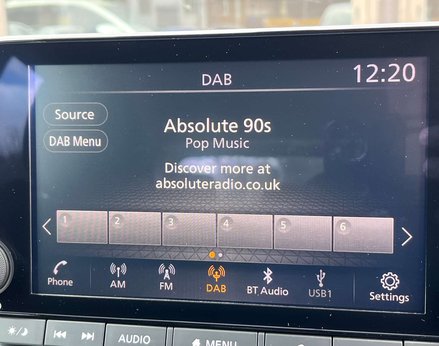 DAB
12:20
Source
Absolute 90s
DAB Menu
Pop Music
Discover more at
absoluteradio.co.uk
1 2 3 4 5 6
Phone AM FM DAB BT Audio USB1 Settings
AUDIO MENU